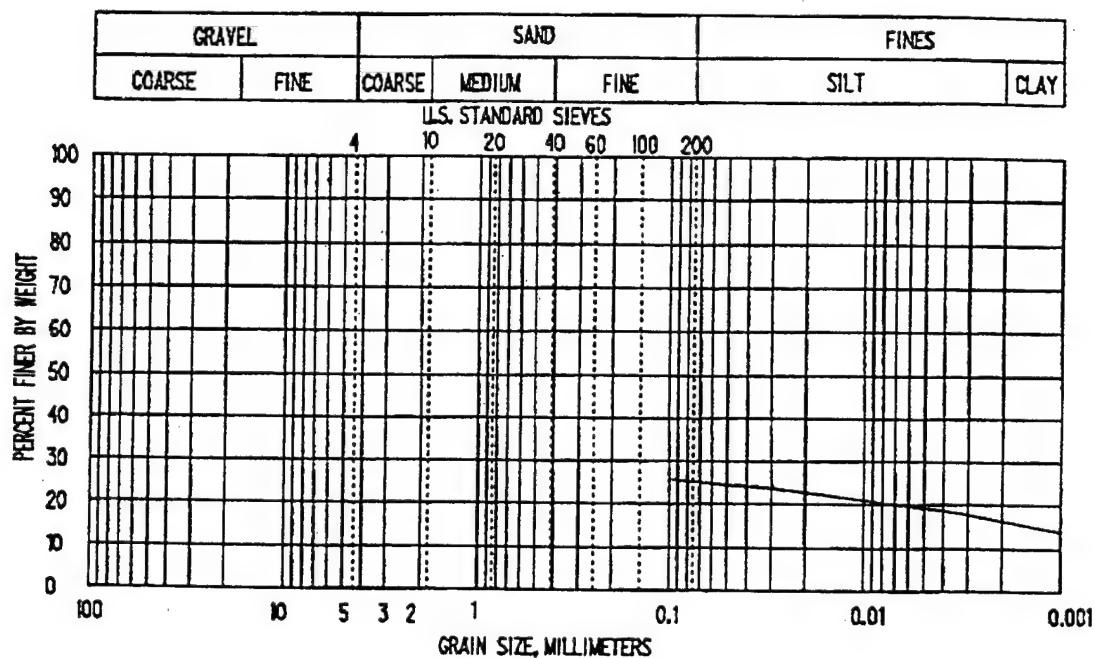 GRAVEL SAND FINES
COARSE FINE COARSE MEDIUM FINE SILT CLAY
U.S. STANDARD SIEVES
4 10 20 40 60 100 200
100
90
80
70
60
50
40
30
20
10
0
PERCENT FINER BY WEIGHT
100 10 5 3 2 1 0.1 0.01 0.001
GRAIN SIZE, MILLIMETERS